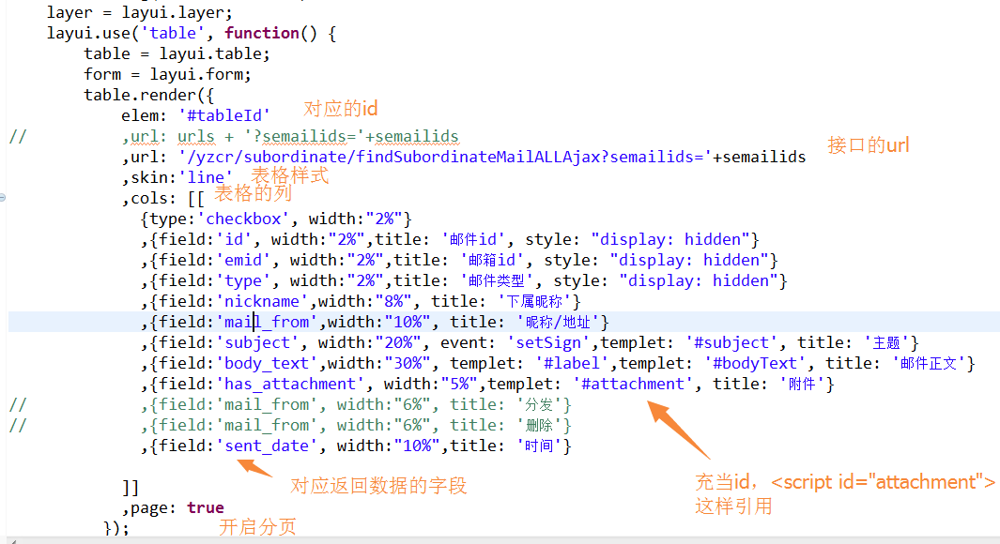 layer = layui.layer;
layui.use('table', function() {
table = layui.table;
form = layui.form;
table.render({
elem: '#tableId' 对应的id
// ,url: urls + '?semailids='+semailids
,url: '/yzcr/subordinate/findSubordinateMailALLAjax?semailids='+semailids 接口的url
,skin:'line' 表格样式
,cols: [[ 表格的列
{type:'checkbox', width:"2%"}
,{field:'id', width:"2%",title: '邮件id', style: "display: hidden"}
,{field:'emid', width:"2%",title: '邮箱id', style: "display: hidden"}
,{field:'type', width:"2%",title: '邮件类型', style: "display: hidden"}
,{field:'nickname',width:"8%", title: '下属昵称'}
,{field:'mail_from',width:"10%", title: '昵称/地址'}
,{field:'subject', width:"20%", event: 'setSign',templet: '#subject', title: '主题'}
,{field:'body_text',width:"30%", templet: '#label',templet: '#bodyText', title: '邮件正文'}
,{field:'has_attachment', width:"5%",templet: '#attachment', title: '附件'}
// ,{field:'mail_from', width:"6%", title: '分发'}
// ,{field:'mail_from', width:"6%", title: '删除'}
,{field:'sent_date', width:"10%",title: '时间'}
对应返回数据的字段
充当id，<script id="attachment">
这样引用
]]
,page: true
开启分页
});